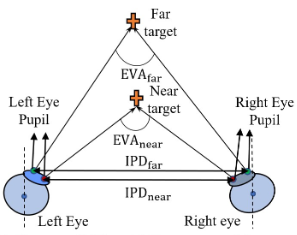 Far
target
EVA_far
Near
target
Left Eye
Pupil
Right Eye
Pupil
EVA_near
IPD_far
IPD_near
Left Eye
Right eye